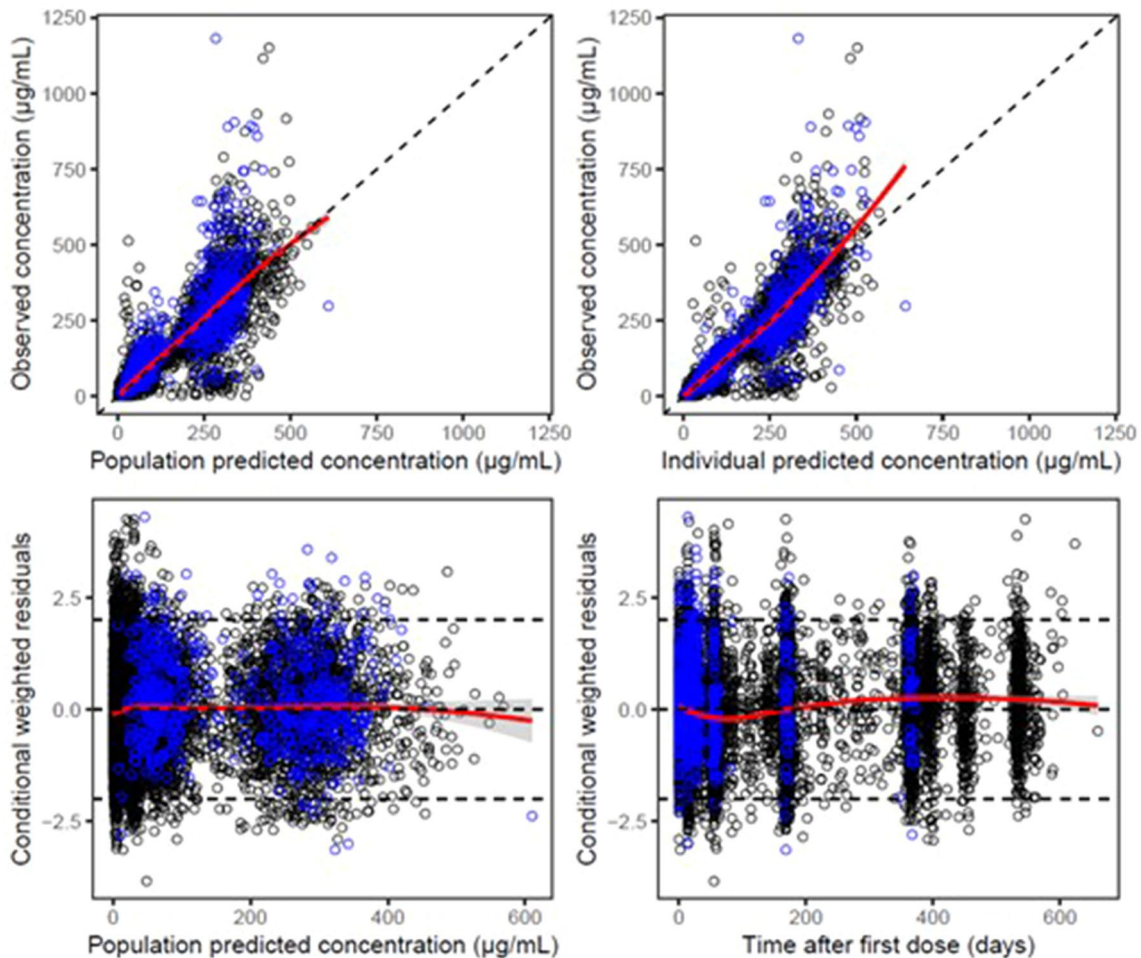 Observed concentration (µg/mL)
1250
1000
750
500
250
0
0 250 500 750 1000 1250
Population predicted concentration (µg/mL)
Observed concentration (µg/mL)
1250
1000
750
500
250
0
0 250 500 750 1000 1250
Individual predicted concentration (µg/mL)
Conditional weighted residuals
2.5
0.0
−2.5
0 200 400 600
Population predicted concentration (µg/mL)
Conditional weighted residuals
2.5
0.0
−2.5
0 200 400 600
Time after first dose (days)